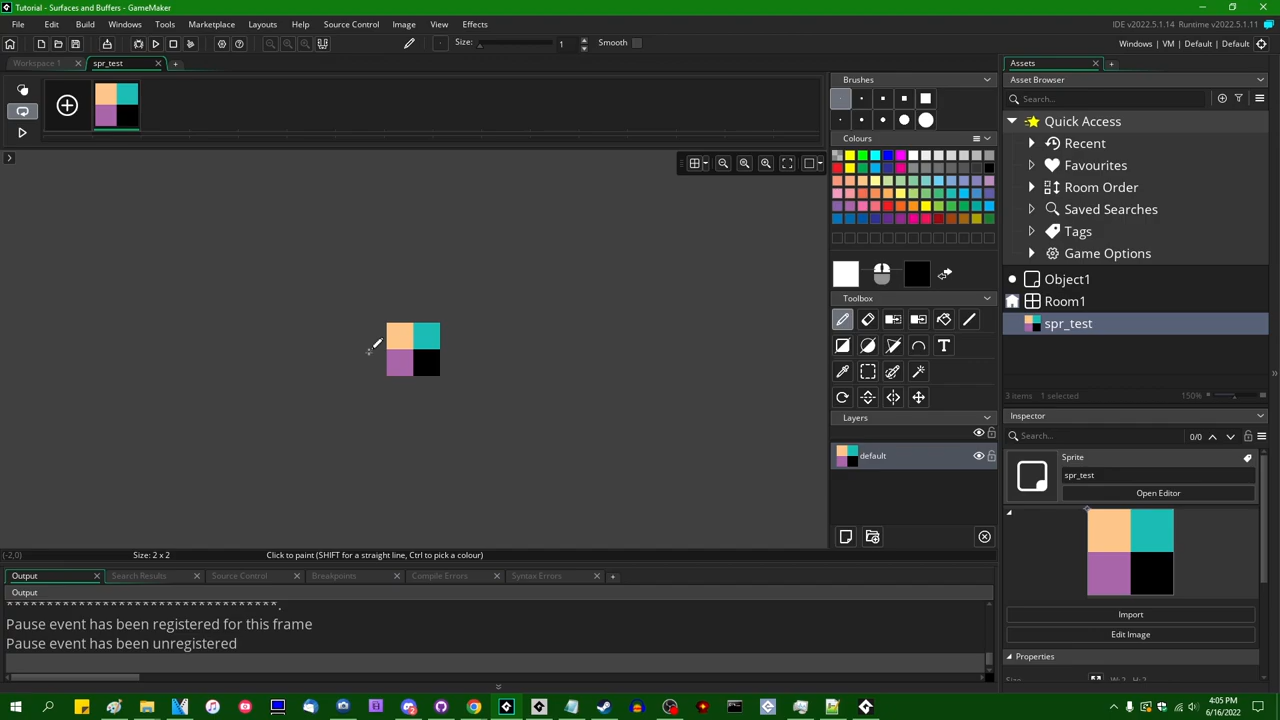 Tutorial - Surfaces and Buffers - GameMaker
File Edit Build Windows Tools Marketplace Layouts Help Source Control Image View Effects
IDE v2022.5.1.14 Runtime v2022.5.1.11
Size: 1 Smooth
Windows | VM | Default | Default
Workspace 1
spr_test
Brushes
Colours
Toolbox
T
Layers
default
(-2,0) Size: 2 x 2 Click to paint (SHIFT for a straight line, Ctrl to pick a colour)
Output Search Results Source Control Breakpoints Compile Errors Syntax Errors
Output
Pause event has been registered for this frame
Pause event has been unregistered
Assets
Asset Browser
Search...
Quick Access
Recent
Favourites
Room Order
Saved Searches
Tags
Game Options
Object1
Room1
spr_test
3 items 1 selected 150%
Inspector
Search... 0/0
Sprite
spr_test
Open Editor
Import
Edit Image
Properties
4:05 PM
6/16/2022